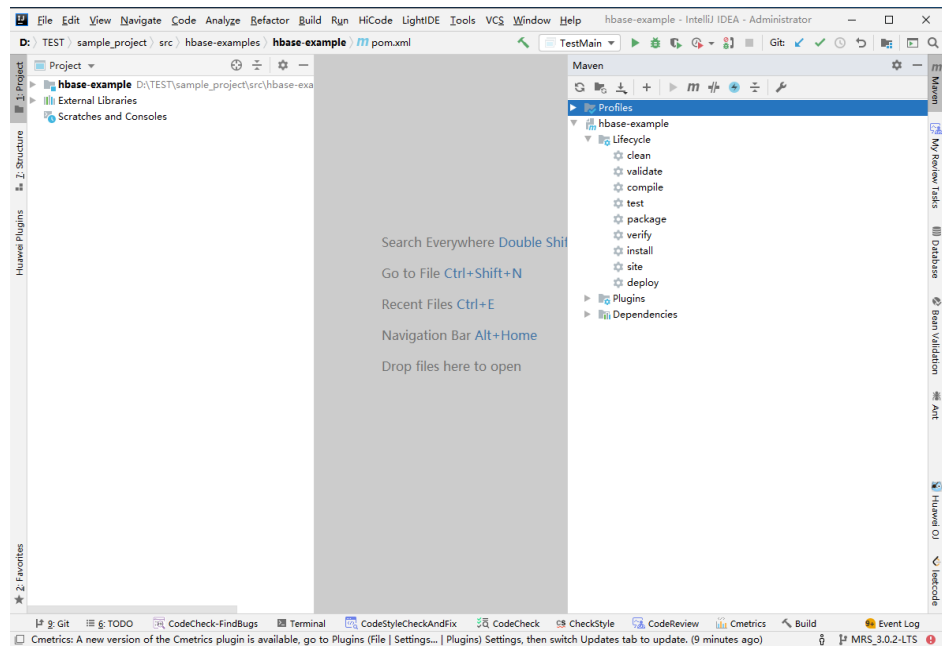 File Edit View Navigate Code Analyze Refactor Build Run HiCode LightIDE Tools VCS Window Help hbase-example - IntelliJ IDEA - Administrator
D: TEST sample_project src hbase-examples hbase-example m pom.xml TestMain Git:
1: Project
Project
hbase-example D:\TEST\sample_project\src\hbase-exa
External Libraries
Scratches and Consoles
7: Structure
Huawei Plugins
2: Favorites
Search Everywhere Double Shif
Go to File Ctrl+Shift+N
Recent Files Ctrl+E
Navigation Bar Alt+Home
Drop files here to open
Maven
Profiles
hbase-example
Lifecycle
clean
validate
compile
test
package
verify
install
site
deploy
Plugins
Dependencies
Maven
My Review Tasks
Database
Bean Validation
Ant
Huawei OJ
leetcode
9: Git 6: TODO CodeCheck-FindBugs Terminal CodeStyleCheckAndFix CodeCheck CS CheckStyle CodeReview Cmetrics Build Event Log
Cmetrics: A new version of the Cmetrics plugin is available, go to Plugins (File | Settings... | Plugins) Settings, then switch Updates tab to update. (9 minutes ago) MRS_3.0.2-LTS